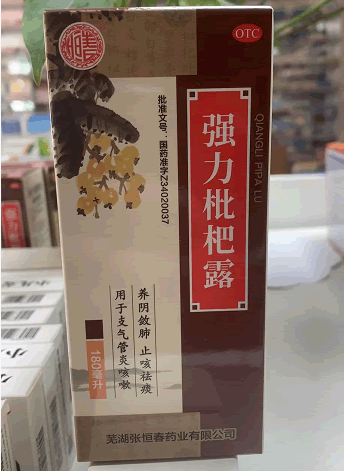 恒春
OTC
强力枇杷露
QIANGLI PIPA LU
批准文号：国药准字Z34020037
养阴敛肺 止咳祛痰
用于支气管炎咳嗽
180毫升
芜湖张恒春药业有限公司